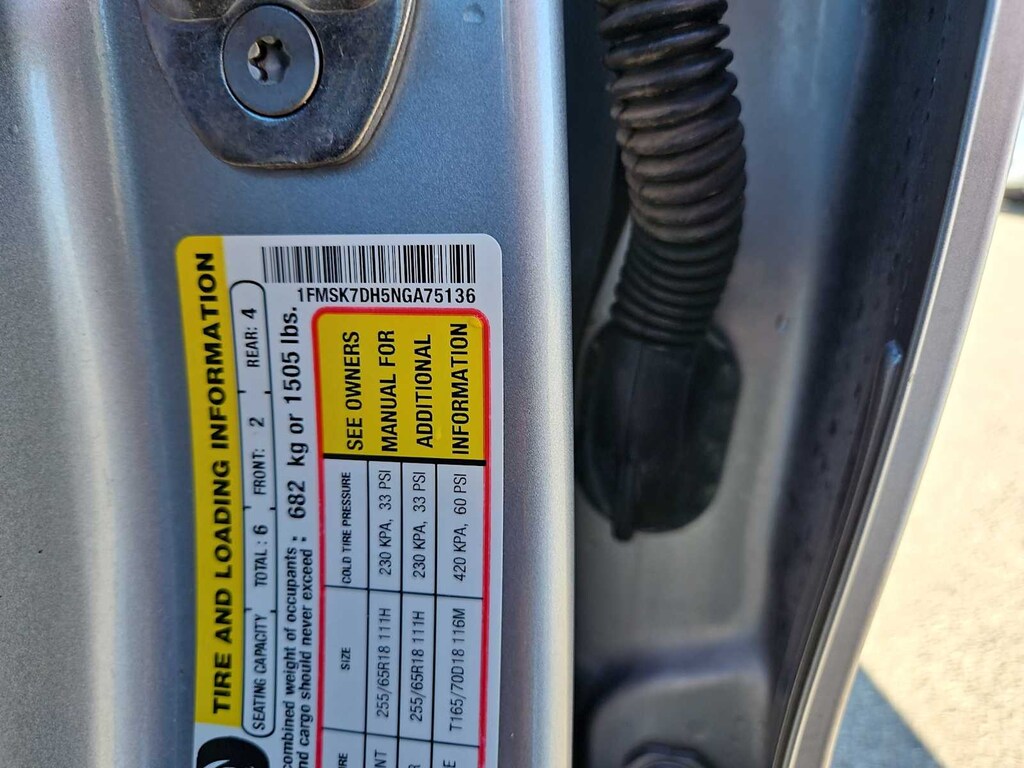 1FMSK7DH5NGA75136
TIRE AND LOADING INFORMATION
SEATING CAPACITY TOTAL: 6 FRONT: 2 REAR: 4
combined weight of occupants
and cargo should never exceed : 682 kg or 1505 lbs.
SIZE COLD TIRE PRESSURE
255/65R18 111H 230 KPA, 33 PSI
255/65R18 111H 230 KPA, 33 PSI
T165/70D18 116M 420 KPA, 60 PSI
SEE OWNERS
MANUAL FOR
ADDITIONAL
INFORMATION